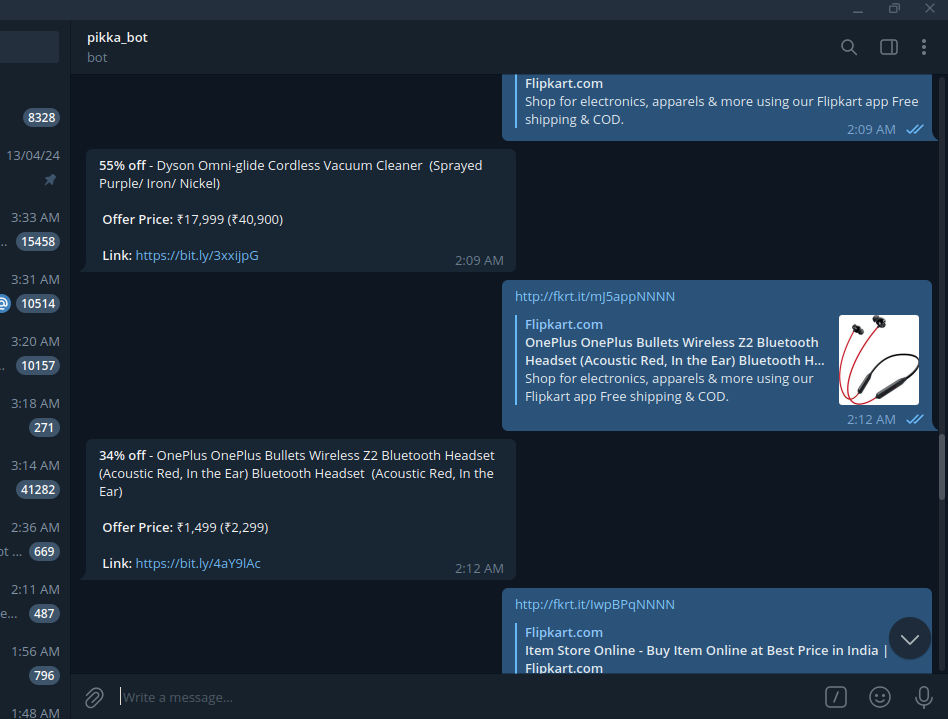 pikka_bot
bot
8328
13/04/24
3:33 AM
... 15458
3:31 AM
@ 10514
3:20 AM
. 10157
3:18 AM
271
3:14 AM
41282
2:36 AM
ot ... 669
2:11 AM
e... 487
1:56 AM
796
1:48 AM
Flipkart.com
Shop for electronics, apparels & more using our Flipkart app Free
shipping & COD.
2:09 AM
55% off - Dyson Omni-glide Cordless Vacuum Cleaner (Sprayed
Purple/ Iron/ Nickel)
Offer Price: ₹17,999 (₹40,900)
Link: https://bit.ly/3xxijpG
2:09 AM
http://fkrt.it/mJ5appNNNN
Flipkart.com
OnePlus OnePlus Bullets Wireless Z2 Bluetooth
Headset (Acoustic Red, In the Ear) Bluetooth H...
Shop for electronics, apparels & more using our
Flipkart app Free shipping & COD.
2:12 AM
34% off - OnePlus OnePlus Bullets Wireless Z2 Bluetooth Headset
(Acoustic Red, In the Ear) Bluetooth Headset (Acoustic Red, In the
Ear)
Offer Price: ₹1,499 (₹2,299)
Link: https://bit.ly/4aY9lAc
2:12 AM
http://fkrt.it/IwpBPqNNNN
Flipkart.com
Item Store Online - Buy Item Online at Best Price in India |
Flipkart.com
Write a message...